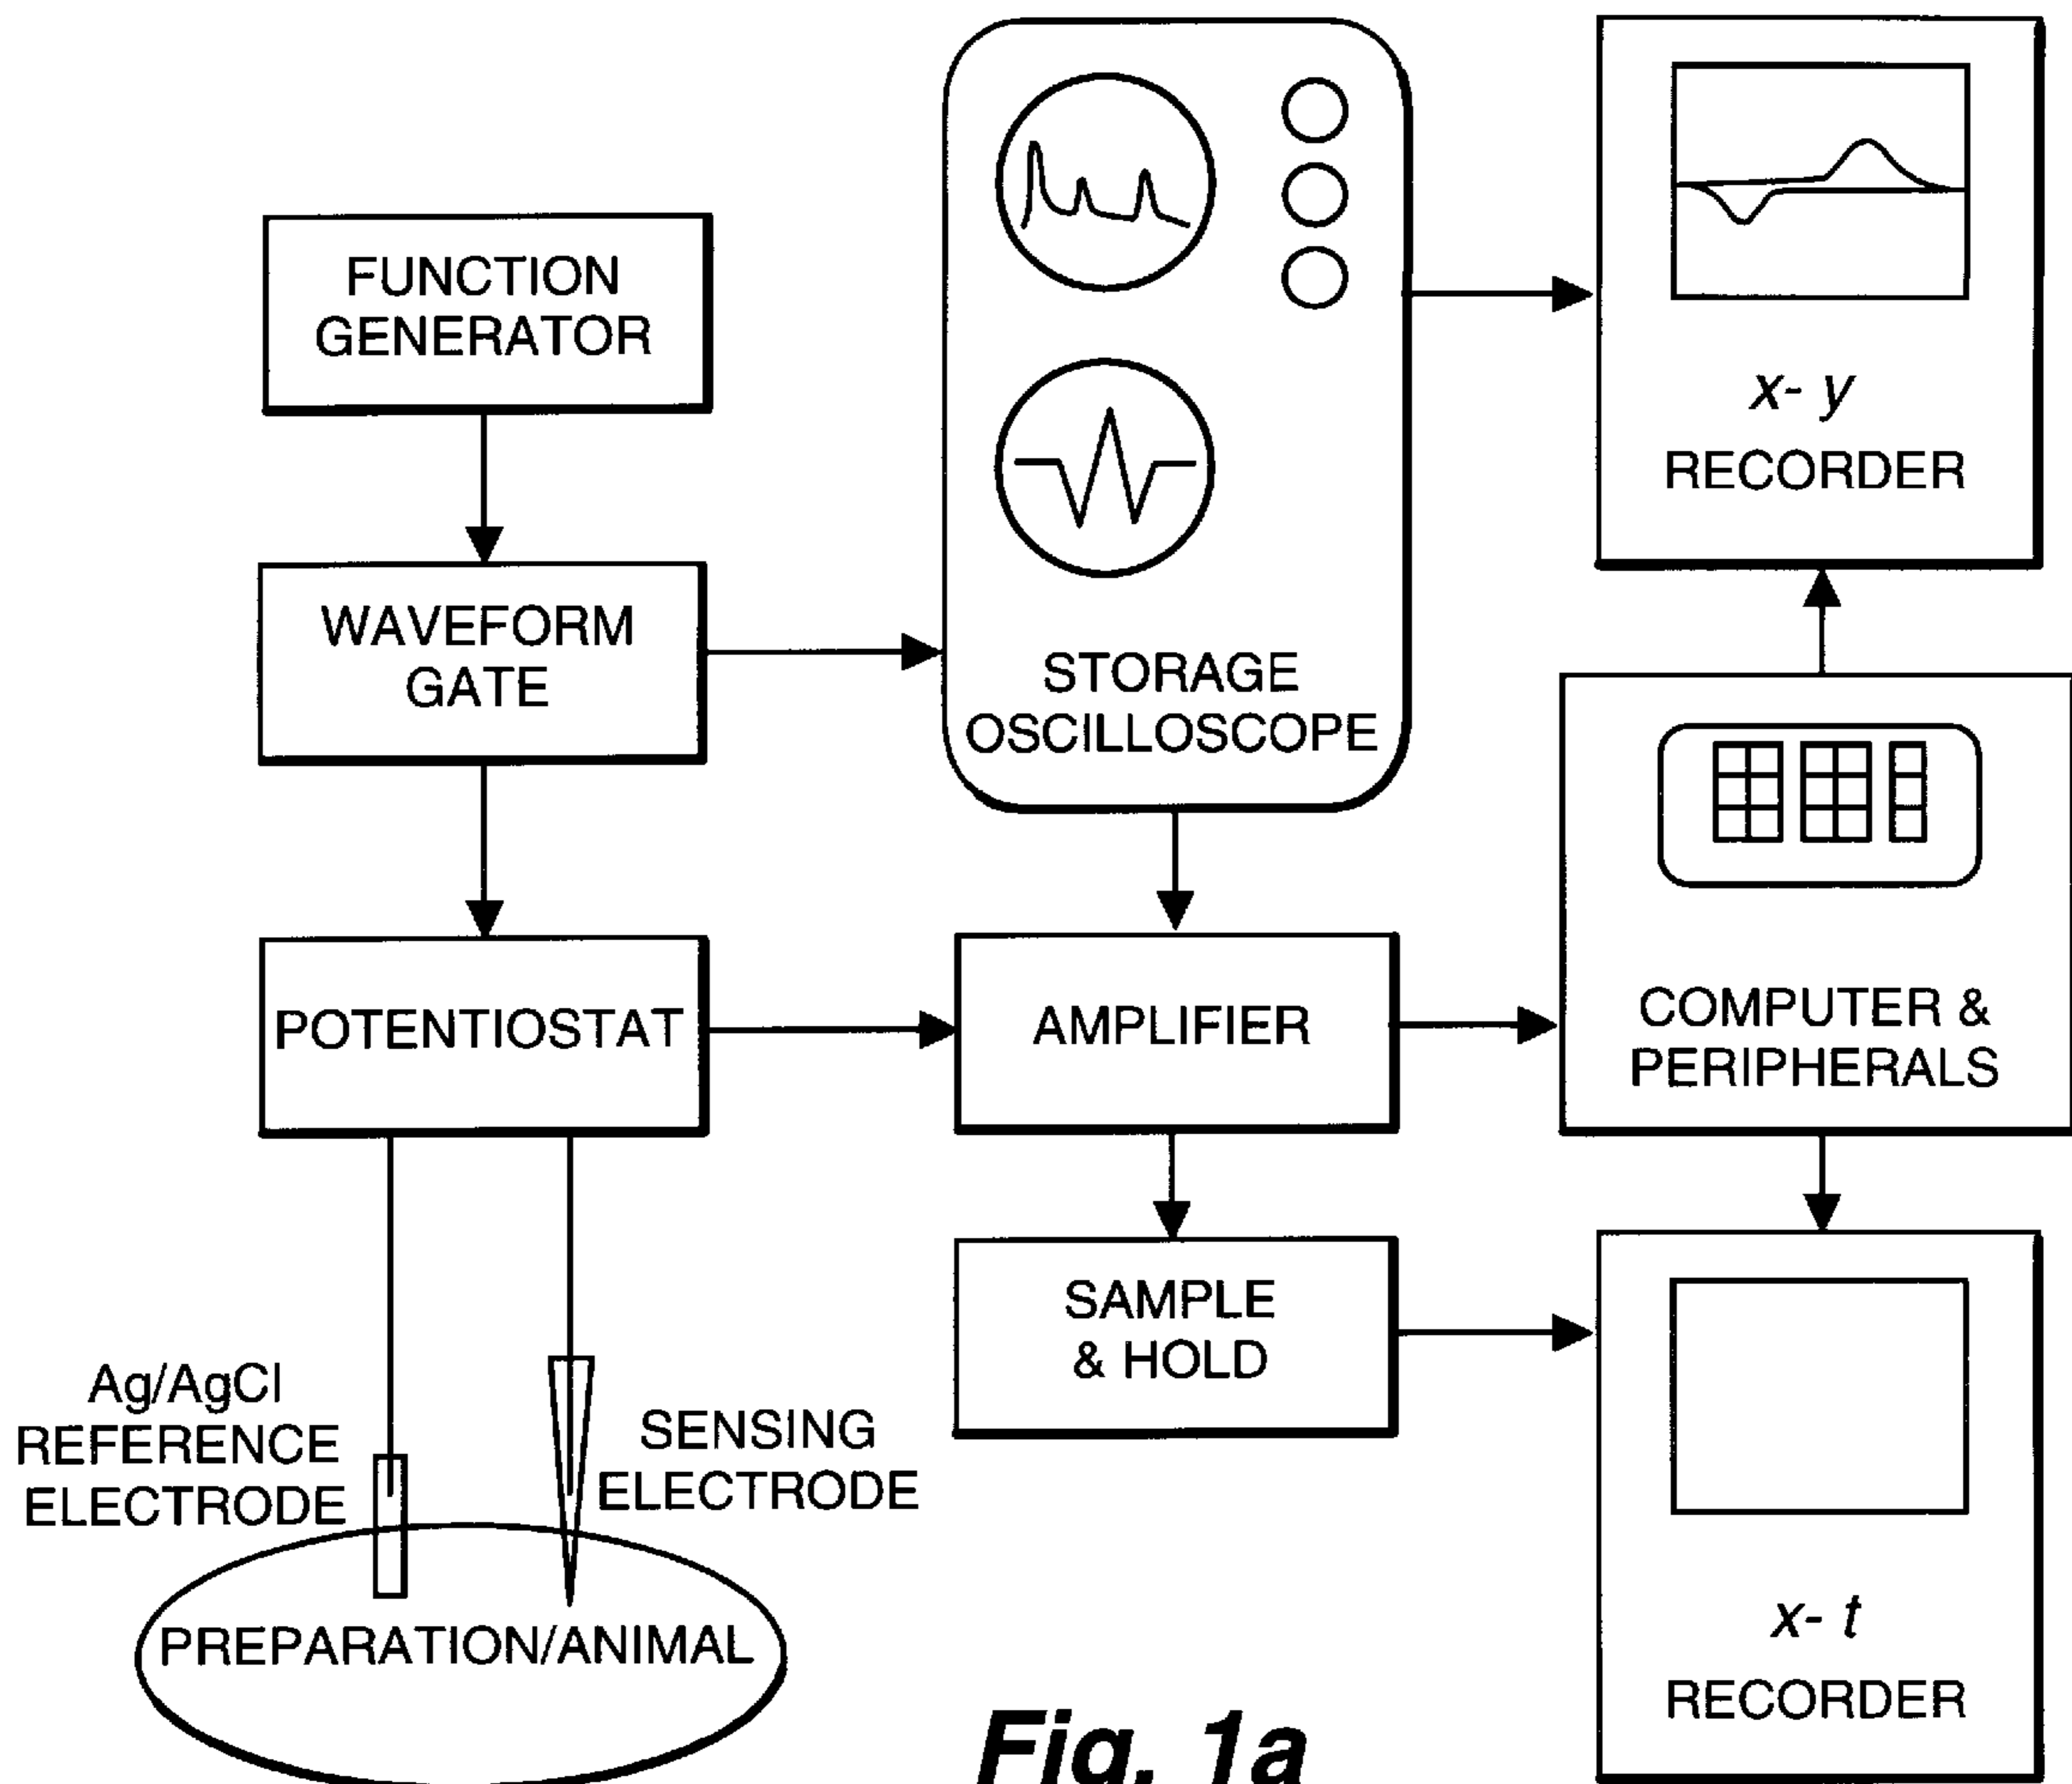 FUNCTION
GENERATOR
WAVEFORM
GATE
STORAGE
OSCILLOSCOPE
x- y
RECORDER
POTENTIOSTAT
AMPLIFIER
COMPUTER &
PERIPHERALS
SAMPLE
& HOLD
Ag/AgCl
REFERENCE
ELECTRODE
SENSING
ELECTRODE
PREPARATION/ANIMAL
x- t
RECORDER
Fig. 1a